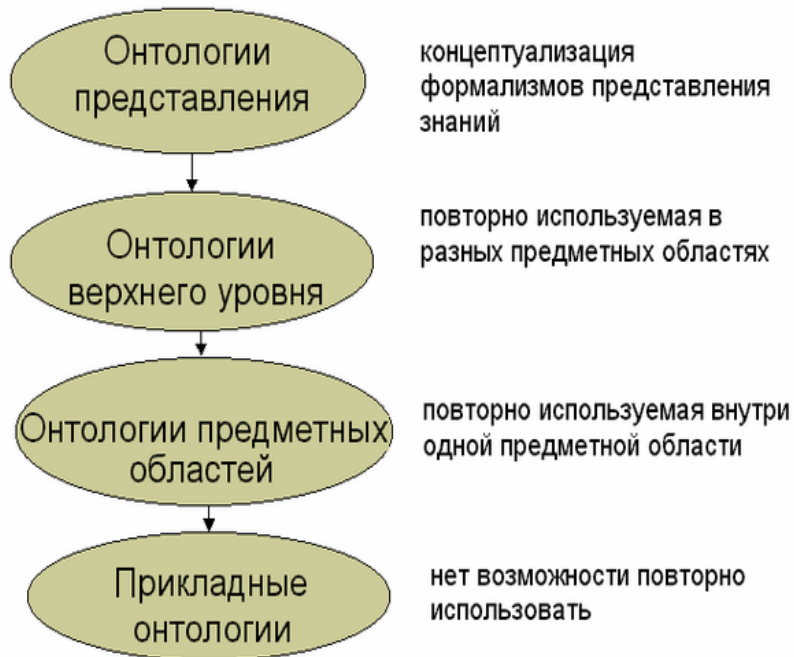 Онтологии
представления
концептуализация
формализмов представления
знаний
Онтологии
верхнего уровня
повторно используемая в
разных предметных областях
Онтологии предметных
областей
повторно используемая внутри
одной предметной области
Прикладные
онтологии
нет возможности повторно
использовать